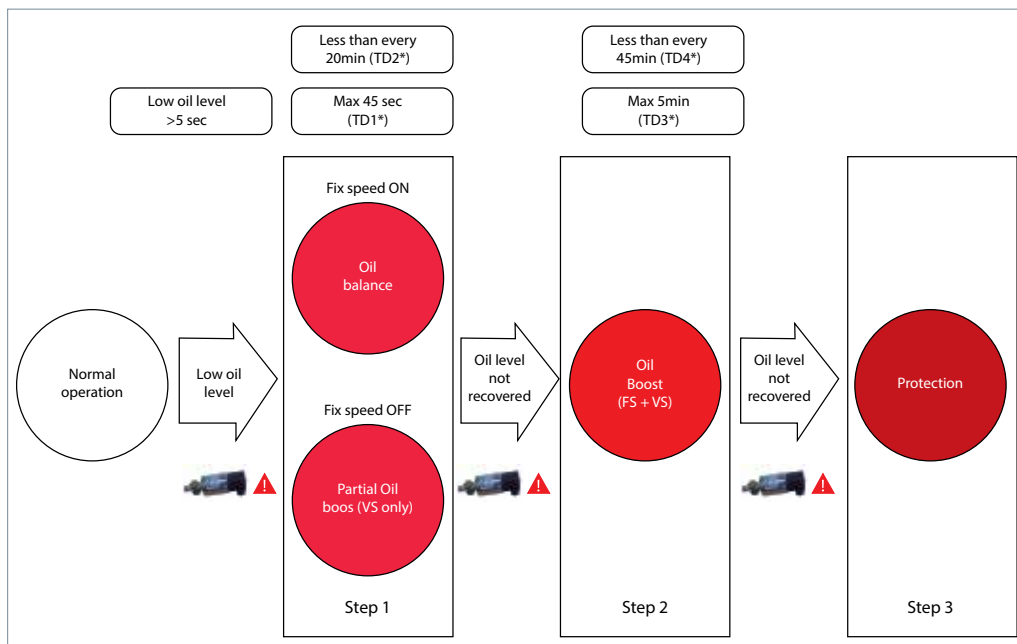 Less than every
20min (TD2*)
Less than every
45min (TD4*)
Low oil level
>5 sec
Max 45 sec
(TD1*)
Max 5min
(TD3*)
Fix speed ON
Oil
balance
Normal
operation
Low oil
level
Oil level
not
recovered
Oil
Boost
(FS + VS)
Oil level
not
recovered
Protection
Fix speed OFF
Partial Oil
boos (VS only)
Step 1
Step 2
Step 3